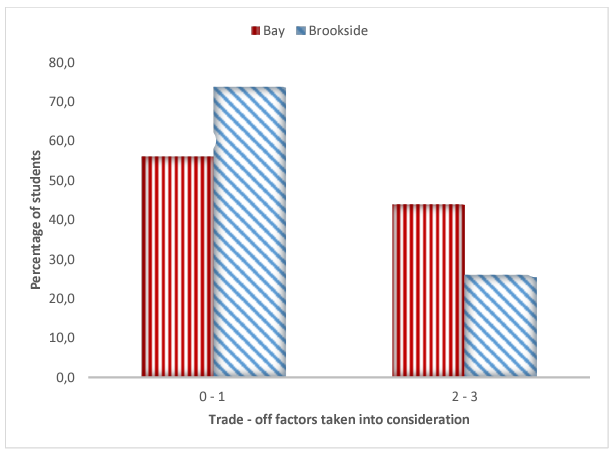 Bay Brookside
80,0
70,0
60,0
50,0
40,0
30,0
20,0
10,0
0,0
Percentage of students
0 - 1 2 - 3
Trade - off factors taken into consideration